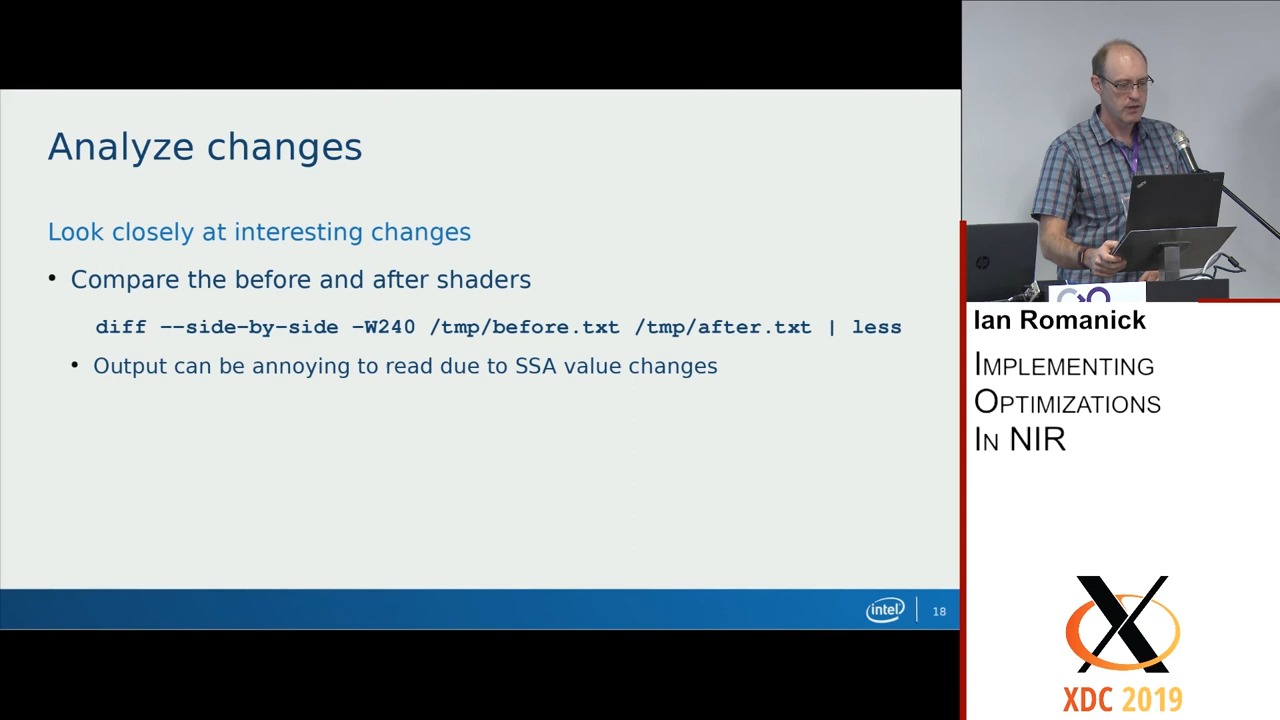 Analyze changes
Look closely at interesting changes
• Compare the before and after shaders
diff --side-by-side -W240 /tmp/before.txt /tmp/after.txt | less
• Output can be annoying to read due to SSA value changes
intel
18
hp
Ian Romanick
IMPLEMENTING
OPTIMIZATIONS
IN NIR
X
XDC 2019